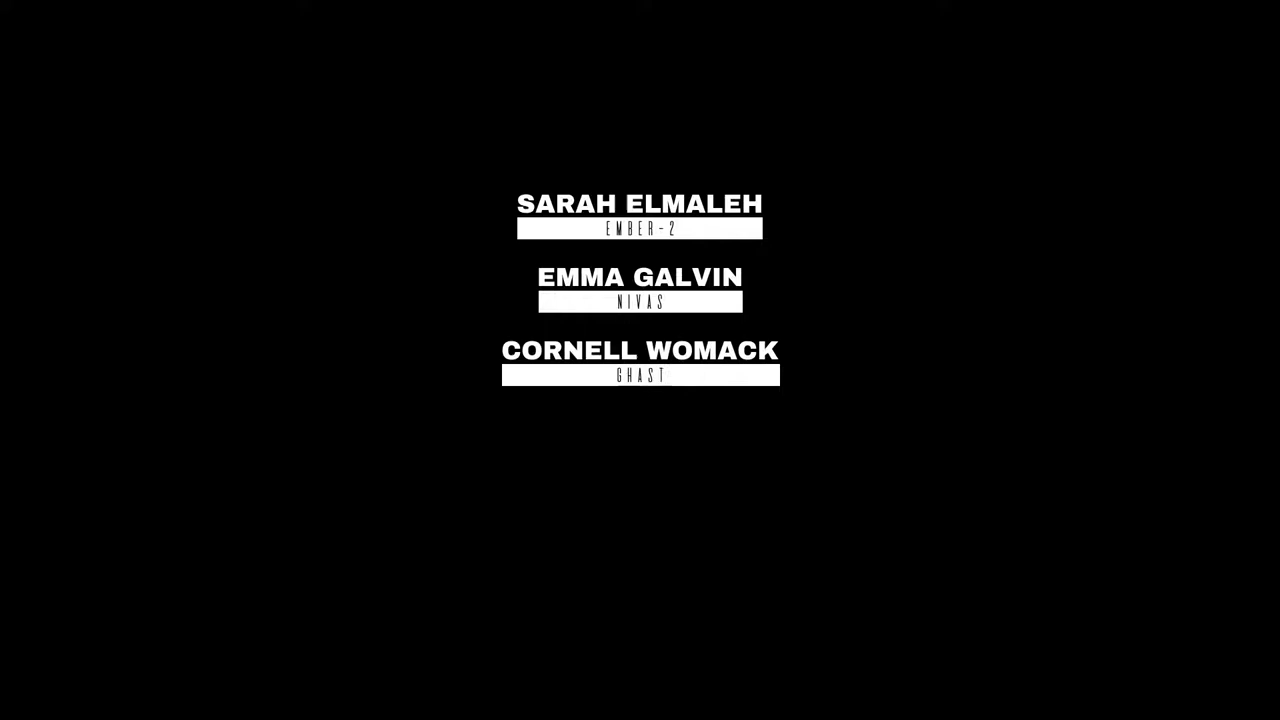 SARAH ELMALEH
EMBER-2
EMMA GALVIN
NIVAS
CORNELL WOMACK
GHAST